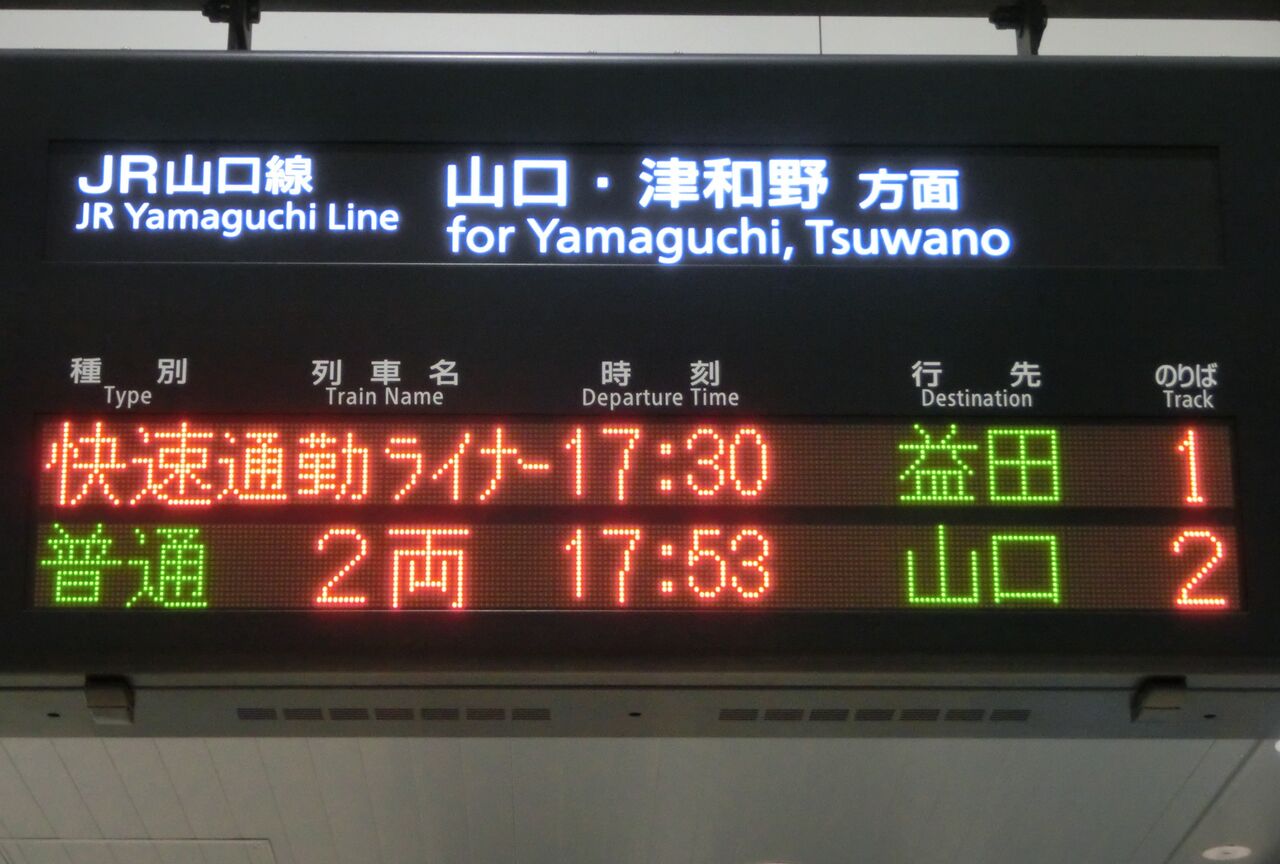 JR山口線 山口・津和野 方面
JR Yamaguchi Line for Yamaguchi, Tsuwano
種別 列車名 時刻 行先 のりば
Type Train Name Departure Time Destination Track
快速通勤ライナー 17:30 益田 1
普通 2両 17:53 山口 2